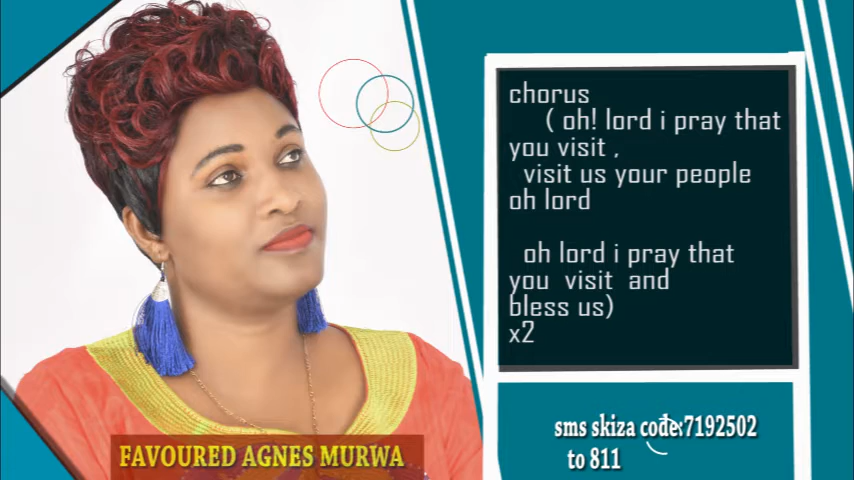 chorus
( oh! lord i pray that
you visit ,
visit us your people
oh lord
oh lord i pray that
you visit and
bless us)
x2
sms skiza code:7192502
to 811
FAVOURED AGNES MURWA